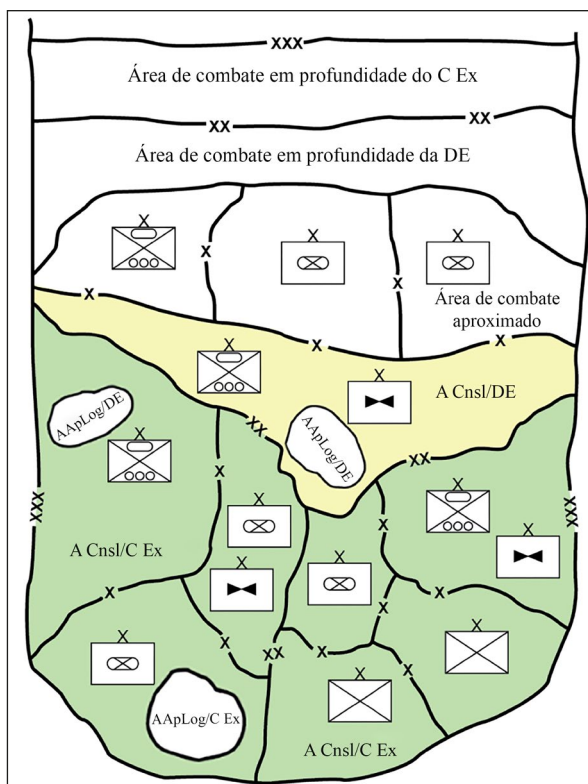 XXX
Área de combate em profundidade do C Ex
XX
XX
Área de combate em profundidade da DE
X
X
X
X
X
Área de combate
aproximado
X
X
X
X
X
A Cnsl/DE
AApLog/DE
AApLog/DE
XX
XX
X
X
X
X
X
XXX
XXX
A Cnsl/C Ex
X
X
X
X
X
X
X
X
X
X
XX
X
X
X
AApLog/C Ex
A Cnsl/C Ex